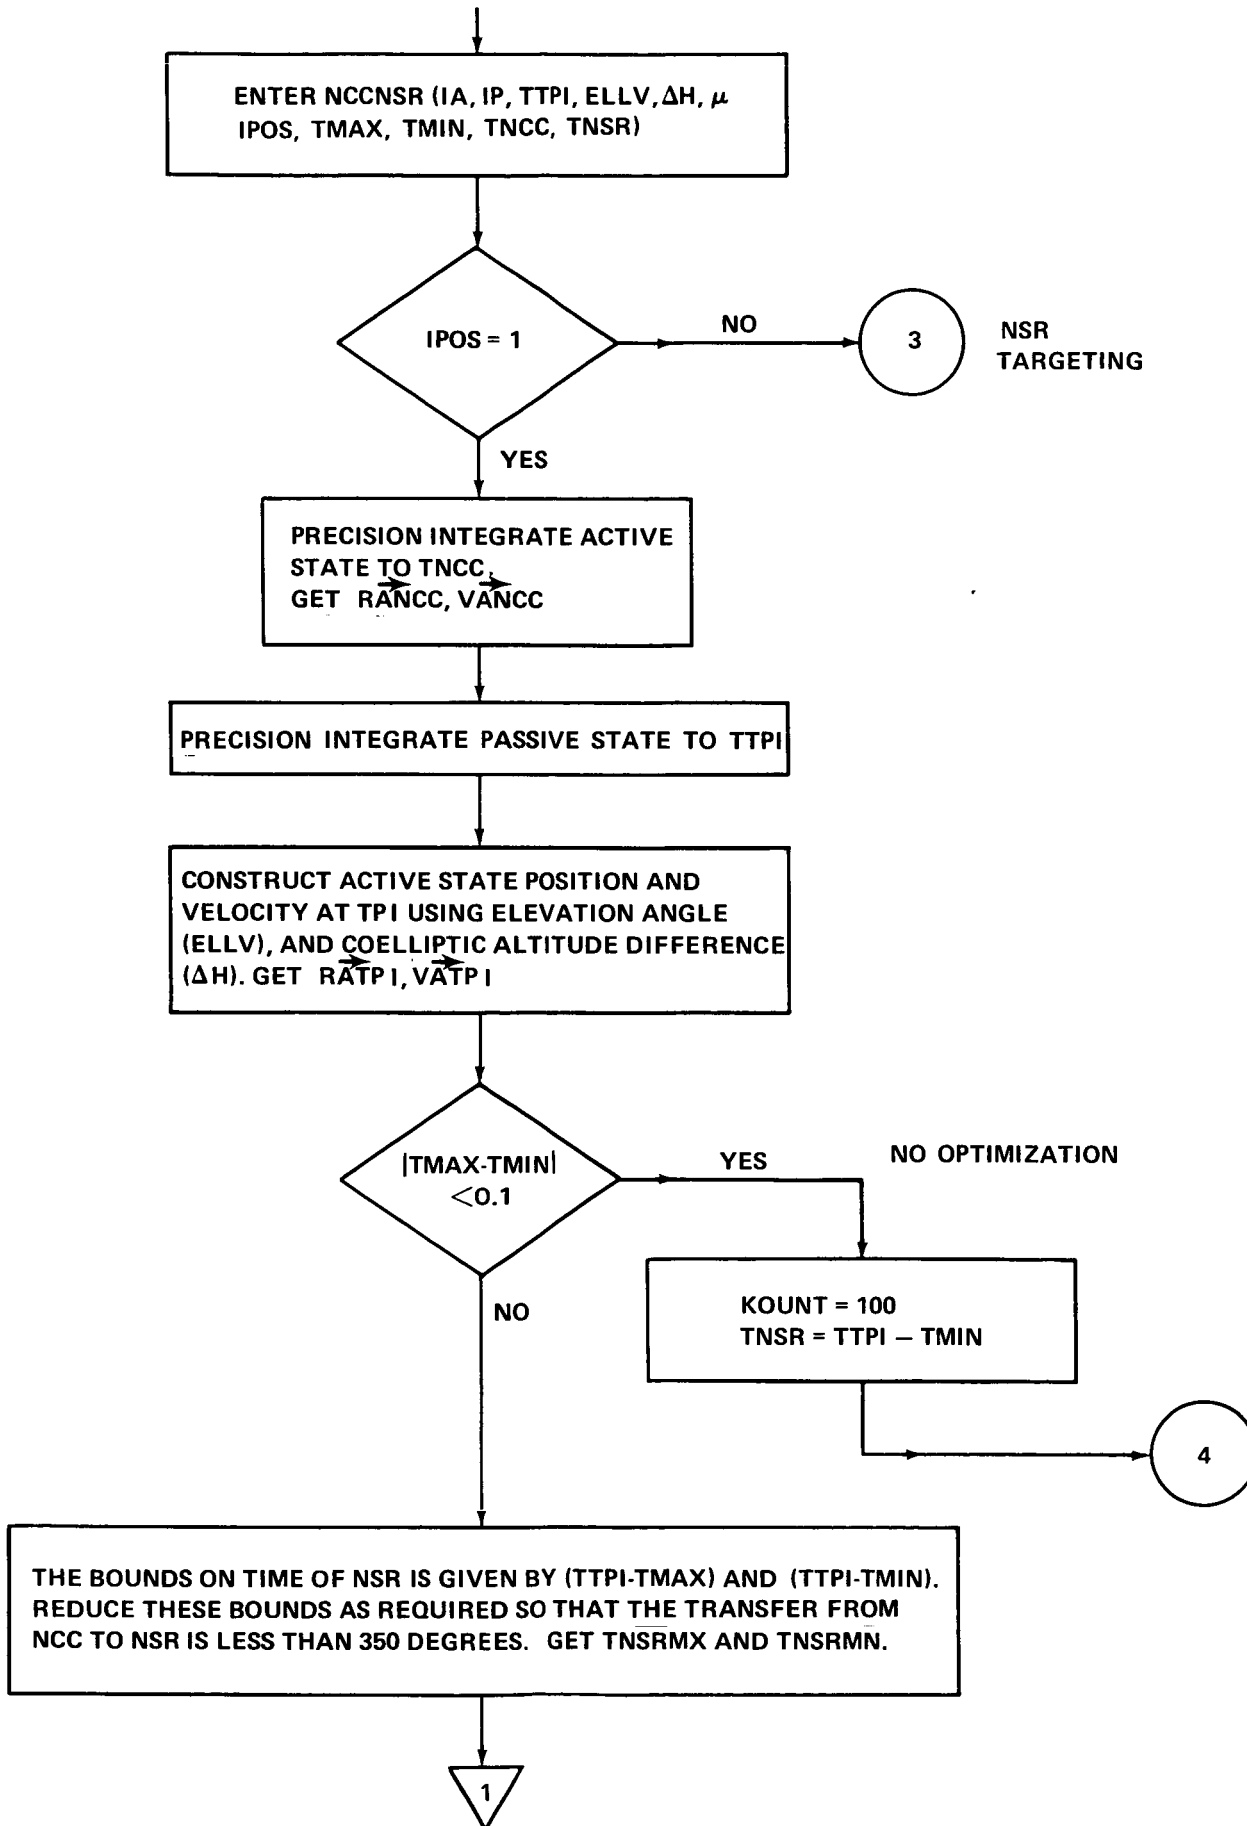 ENTER NCCNSR (IA, IP, TTPI, ELLV, ΔH, μ
IPOS, TMAX, TMIN, TNCC, TNSR)
IPOS = 1
NO
3
NSR
TARGETING
YES
PRECISION INTEGRATE ACTIVE
STATE TO TNCC.
GET RANCC, VANCC
PRECISION INTEGRATE PASSIVE STATE TO TTPI
CONSTRUCT ACTIVE STATE POSITION AND
VELOCITY AT TPI USING ELEVATION ANGLE
(ELLV), AND COELLIPTIC ALTITUDE DIFFERENCE
(ΔH). GET RATPI, VATPI
|TMAX-TMIN|
<0.1
YES
NO OPTIMIZATION
NO
KOUNT = 100
TNSR = TTPI – TMIN
4
THE BOUNDS ON TIME OF NSR IS GIVEN BY (TTPI-TMAX) AND (TTPI-TMIN).
REDUCE THESE BOUNDS AS REQUIRED SO THAT THE TRANSFER FROM
NCC TO NSR IS LESS THAN 350 DEGREES. GET TNSRMX AND TNSRMN.
1